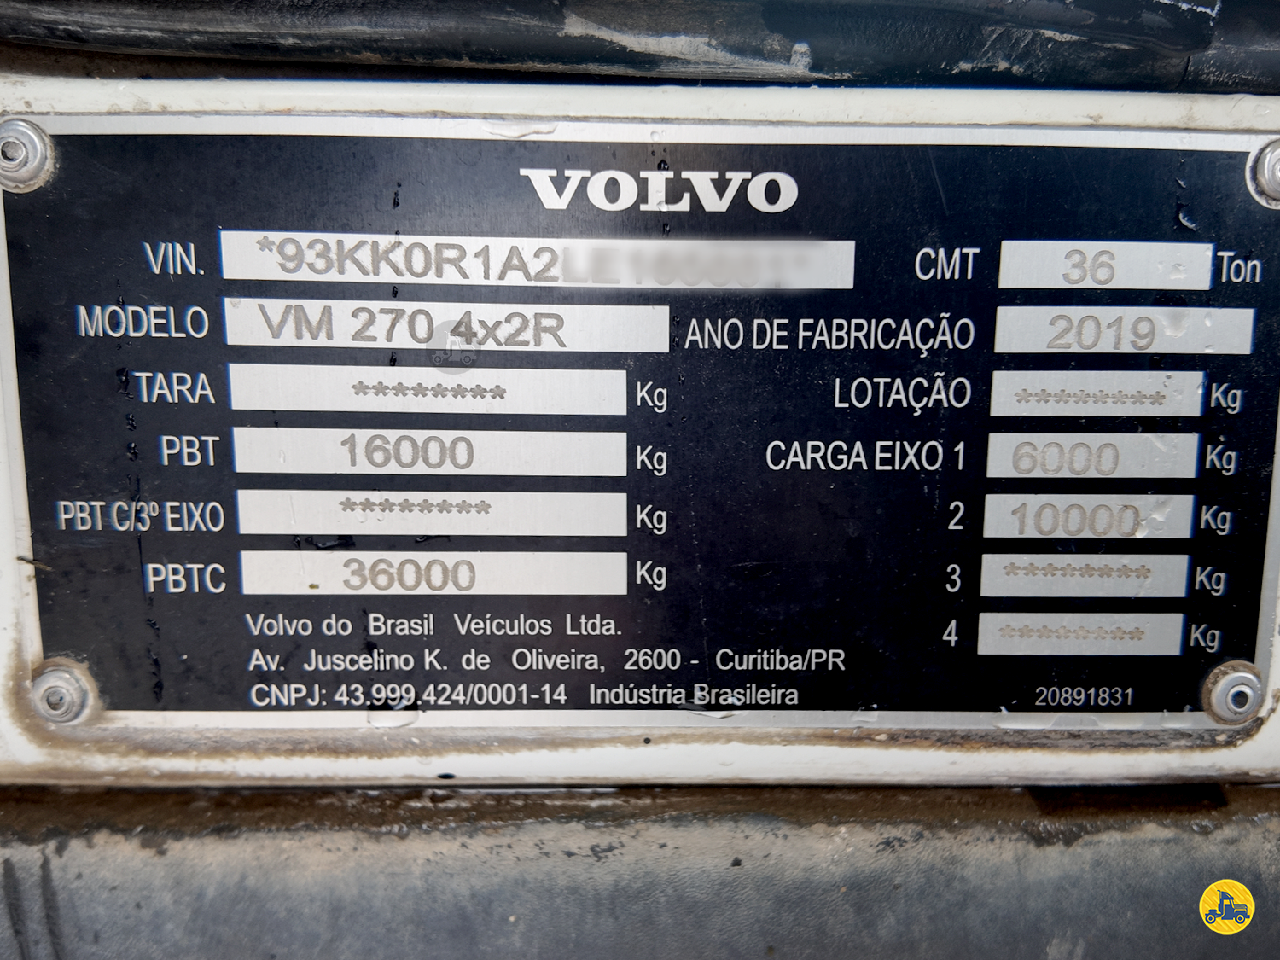 VOLVO
VIN. *93KK0R1A2 CMT 36 Ton
MODELO VM 270 4x2R ANO DE FABRICAÇÃO 2019
TARA ******** Kg LOTAÇÃO ******** Kg
PBT 16000 Kg CARGA EIXO 1 6000 Kg
PBT C/3º EIXO ******** Kg 2 10000 Kg
PBTC 36000 Kg 3 ******** Kg
4 ******** Kg
Volvo do Brasil Veículos Ltda.
Av. Juscelino K. de Oliveira, 2600 - Curitiba/PR
CNPJ: 43.999.424/0001-14 Indústria Brasileira 20891831